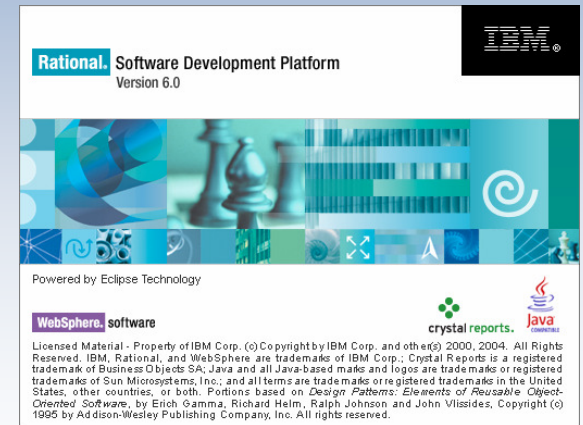 IBM®
Rational. Software Development Platform
Version 6.0
Powered by Eclipse Technology
WebSphere. software
crystal reports.
Java
COMPATIBLE
Licensed Material - Property of IBM Corp. (c) Copyright by IBM Corp. and other(s) 2000, 2004. All Rights
Reserved. IBM, Rational, and WebSphere are trademarks of IBM Corp.; Crystal Reports is a registered
trademark of Business Objects SA; Java and all Java-based marks and logos are trademarks or registered
trademarks of Sun Microsystems, Inc.; and all terms are trademarks or registered trademarks in the United
States, other countries, or both. Portions based on Design Patterns: Elements of Reusable Object-
Oriented Software, by Erich Gamma, Richard Helm, Ralph Johnson and John Vlissides, Copyright (c)
1995 by Addison-Wesley Publishing Company, Inc. All rights reserved.